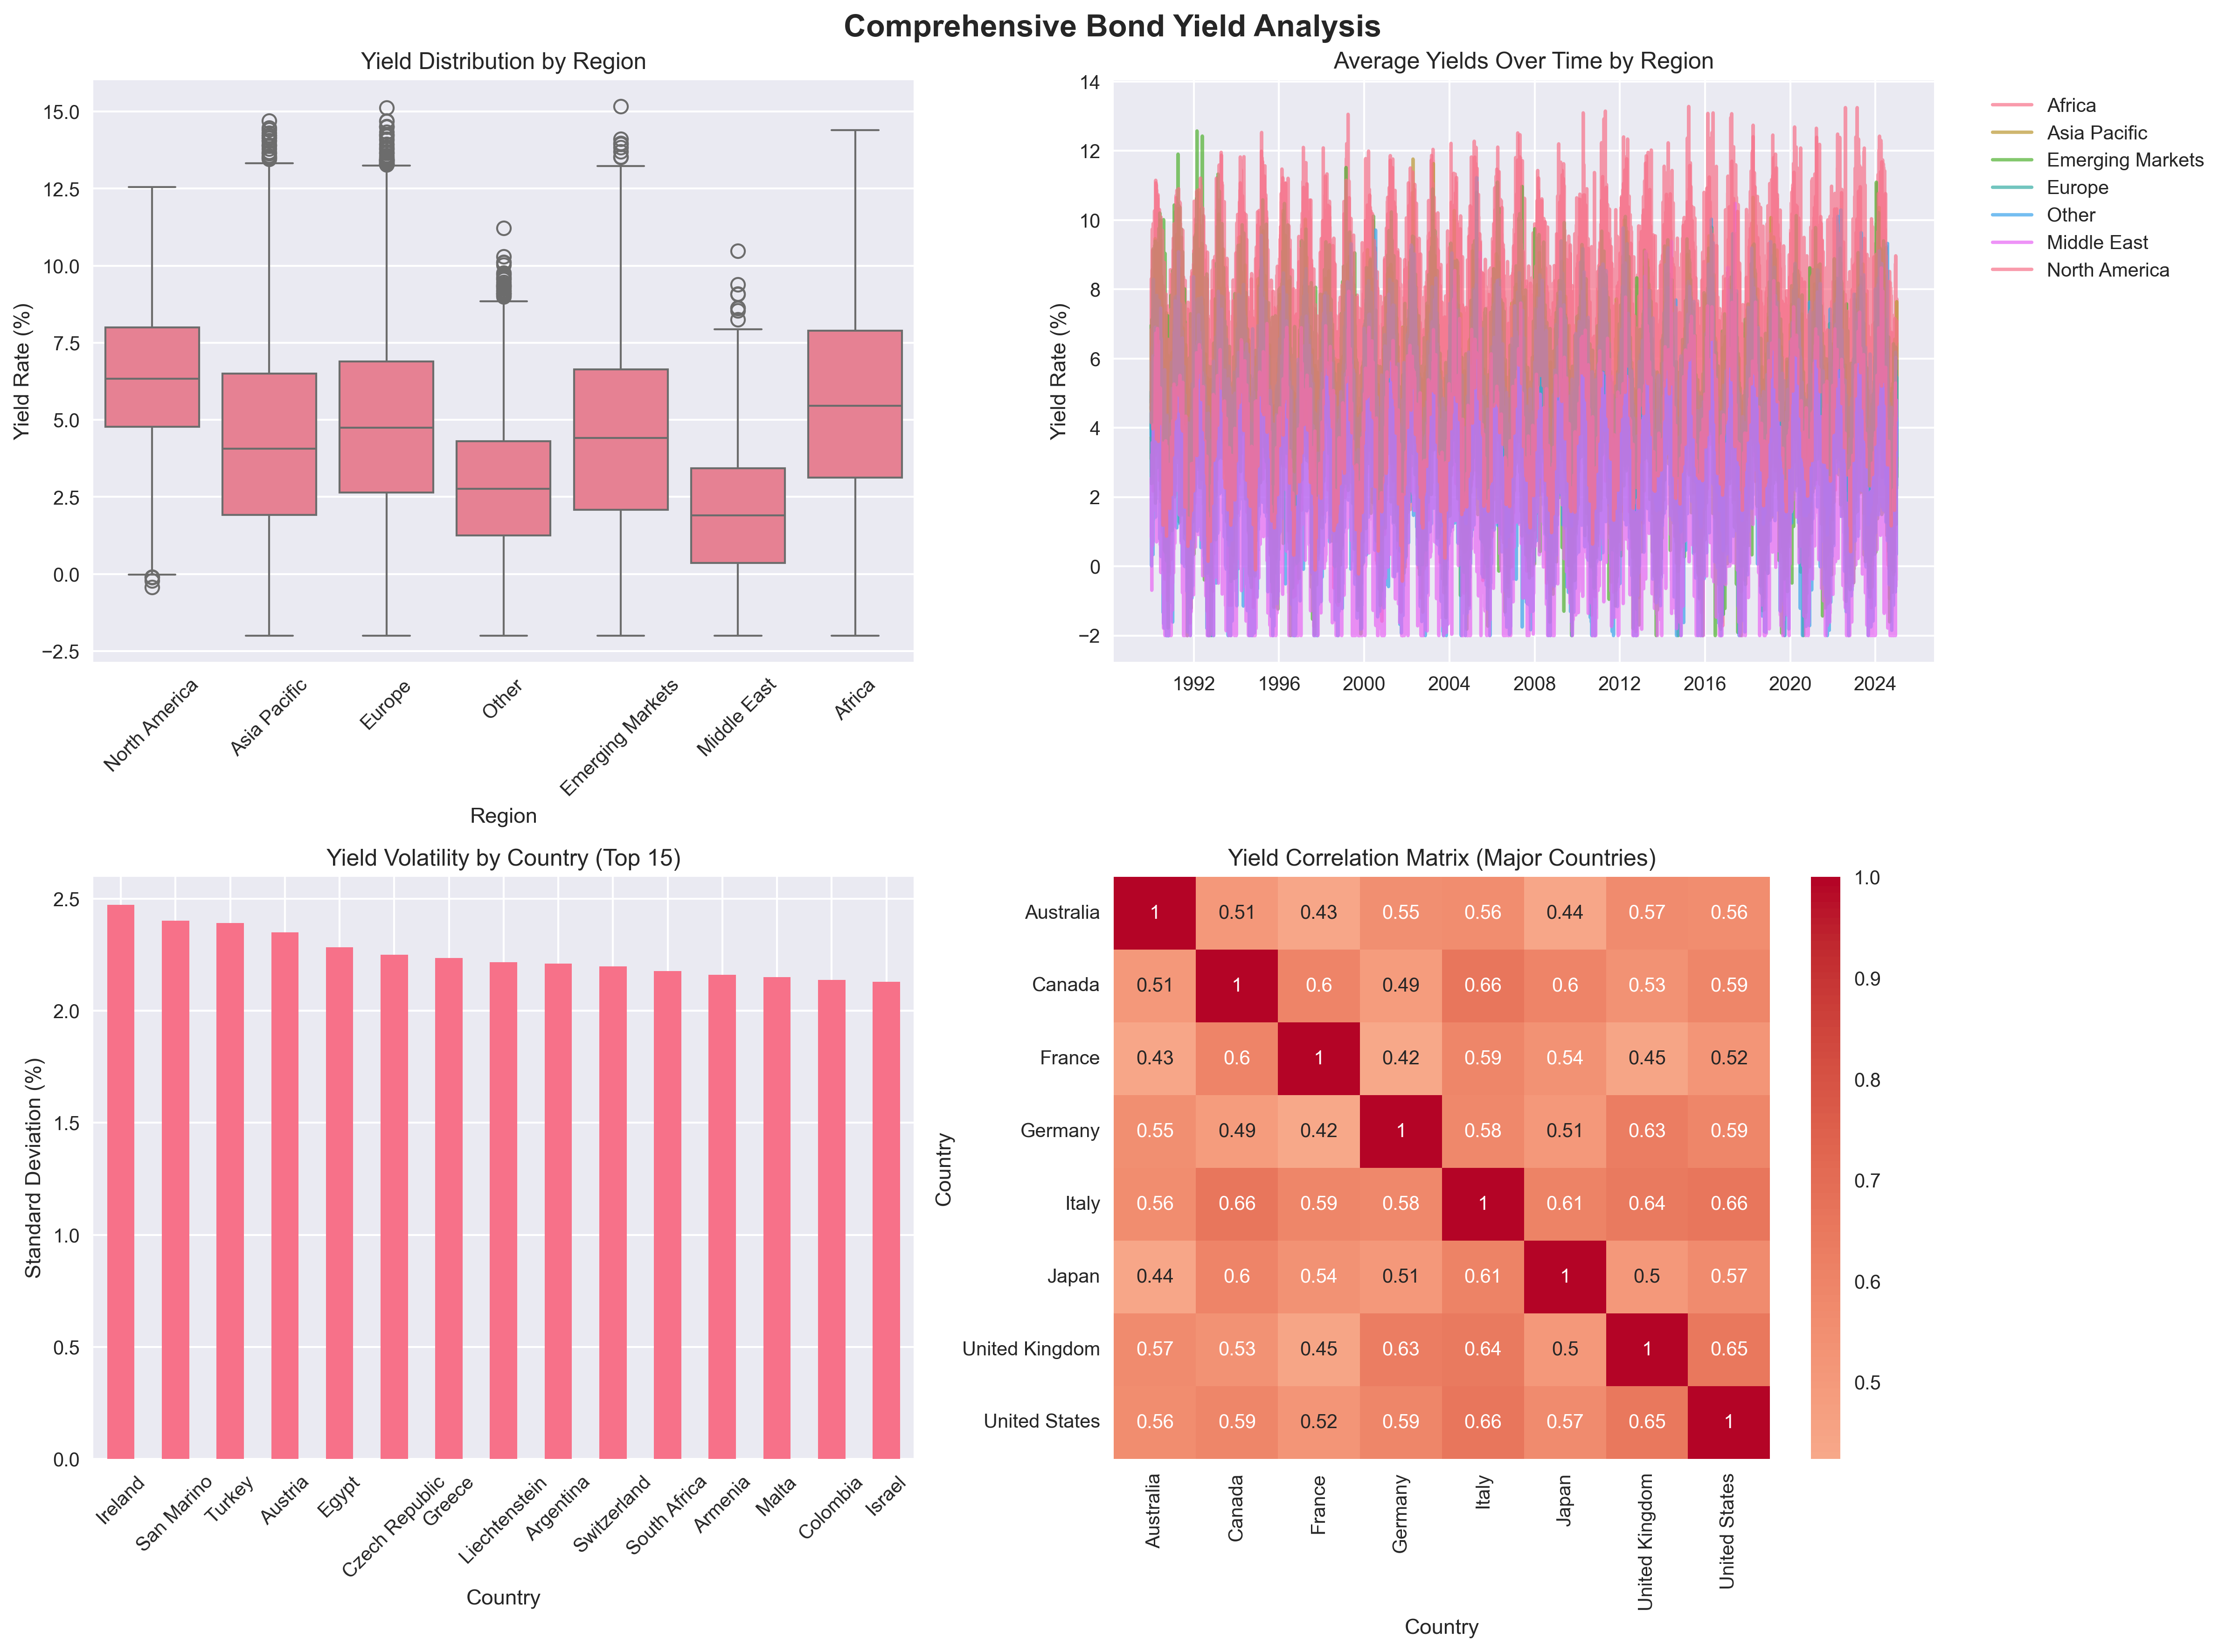 Comprehensive Bond Yield Analysis
Yield Distribution by Region
Yield Rate (%)
15.0
12.5
10.0
7.5
5.0
2.5
0.0
−2.5
North America
Asia Pacific
Europe
Other
Emerging Markets
Middle East
Africa
Region
Average Yields Over Time by Region
Yield Rate (%)
14
12
10
8
6
4
2
0
−2
1992 1996 2000 2004 2008 2012 2016 2020 2024
Africa
Asia Pacific
Emerging Markets
Europe
Other
Middle East
North America
Yield Volatility by Country (Top 15)
Standard Deviation (%)
2.5
2.0
1.5
1.0
0.5
0.0
Ireland
San Marino
Turkey
Austria
Egypt
Czech Republic
Greece
Liechtenstein
Argentina
Switzerland
South Africa
Armenia
Malta
Colombia
Israel
Country
Yield Correlation Matrix (Major Countries)
Country
Australia 1 0.51 0.43 0.55 0.56 0.44 0.57 0.56
Canada 0.51 1 0.6 0.49 0.66 0.6 0.53 0.59
France 0.43 0.6 1 0.42 0.59 0.54 0.45 0.52
Germany 0.55 0.49 0.42 1 0.58 0.51 0.63 0.59
Italy 0.56 0.66 0.59 0.58 1 0.61 0.64 0.66
Japan 0.44 0.6 0.54 0.51 0.61 1 0.5 0.57
United Kingdom 0.57 0.53 0.45 0.63 0.64 0.5 1 0.65
United States 0.56 0.59 0.52 0.59 0.66 0.57 0.65 1
Australia
Canada
France
Germany
Italy
Japan
United Kingdom
United States
Country
1.0
0.9
0.8
0.7
0.6
0.5